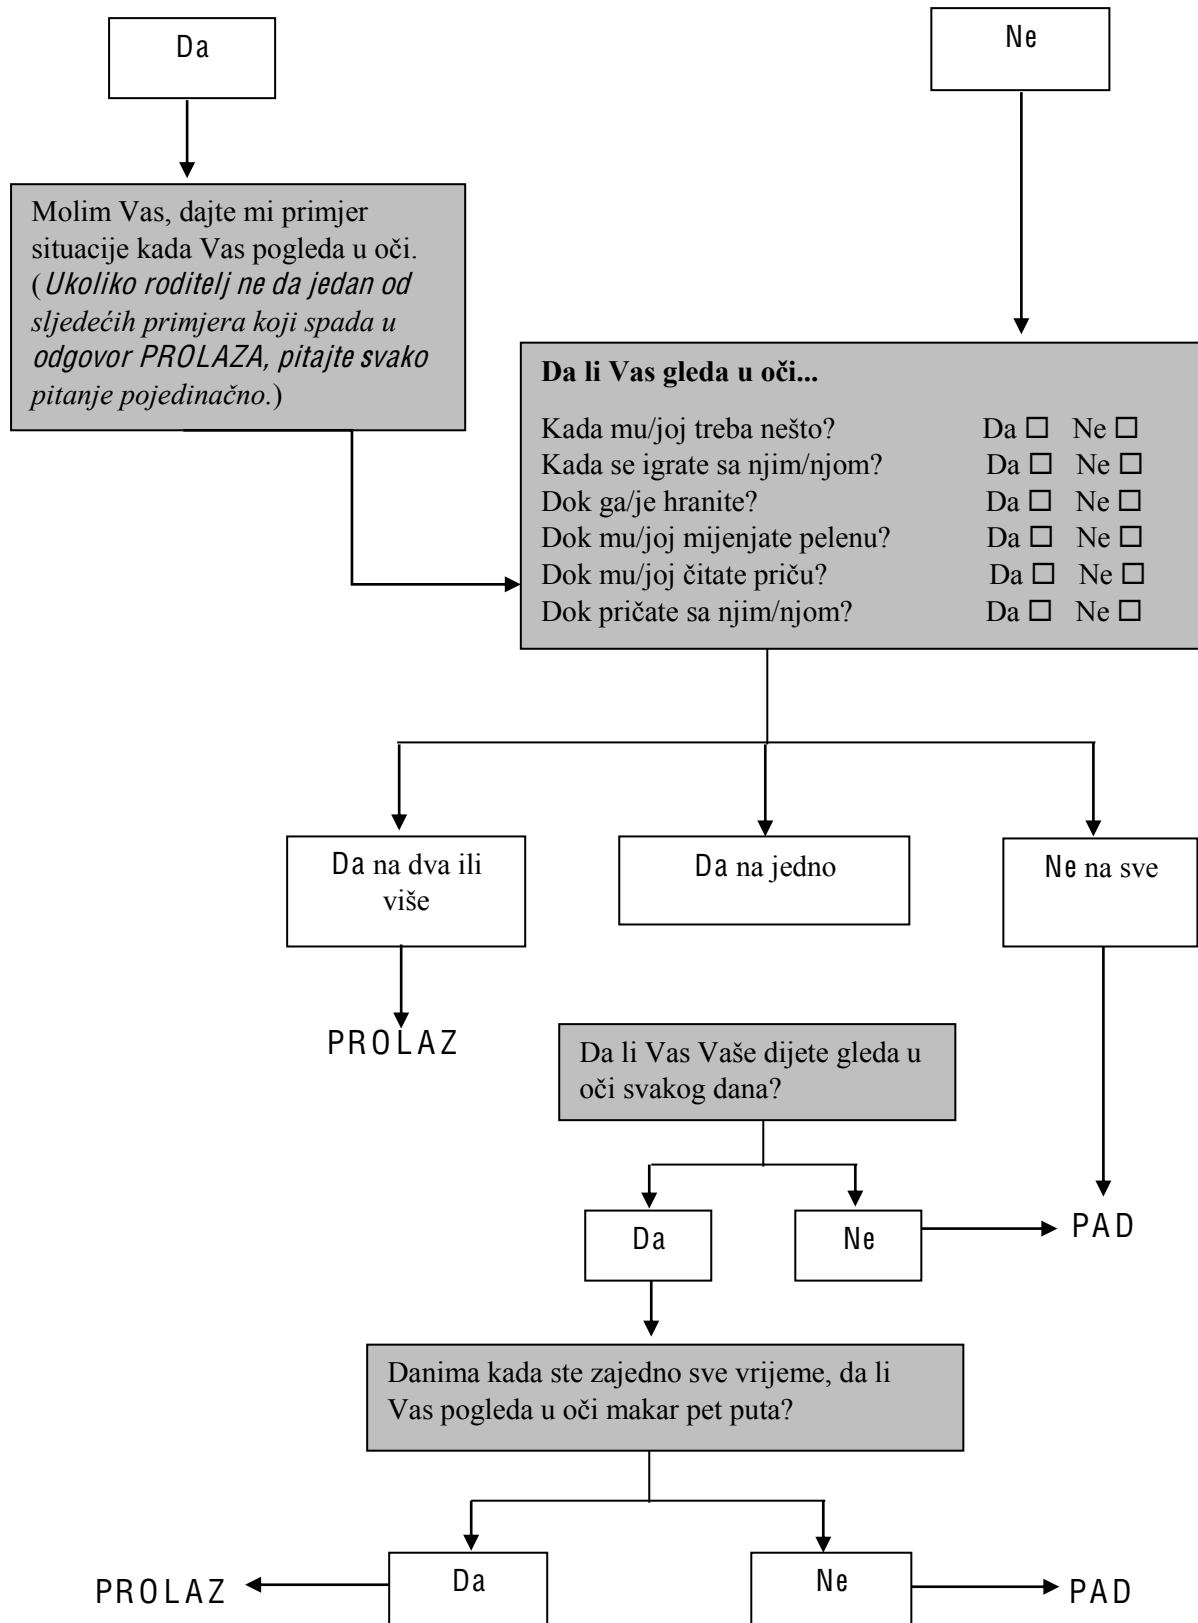 Da
Ne
Molim Vas, dajte mi primjer
situacije kada Vas pogleda u oči.
(Ukoliko roditelj ne da jedan od
sljedećih primjera koji spada u
odgovor PROLAZA, pitajte svako
pitanje pojedinačno.)
Da li Vas gleda u oči...
Kada mu/joj treba nešto? Da □ Ne □
Kada se igrate sa njim/njom? Da □ Ne □
Dok ga/je hranite? Da □ Ne □
Dok mu/joj mijenjate pelenu? Da □ Ne □
Dok mu/joj čitate priču? Da □ Ne □
Dok pričate sa njim/njom? Da □ Ne □
Da na dva ili
više
Da na jedno
Ne na sve
PROLAZ
Da li Vas Vaše dijete gleda u
oči svakog dana?
Da
Ne
PAD
Danima kada ste zajedno sve vrijeme, da li
Vas pogleda u oči makar pet puta?
PROLAZ
Da
Ne
PAD